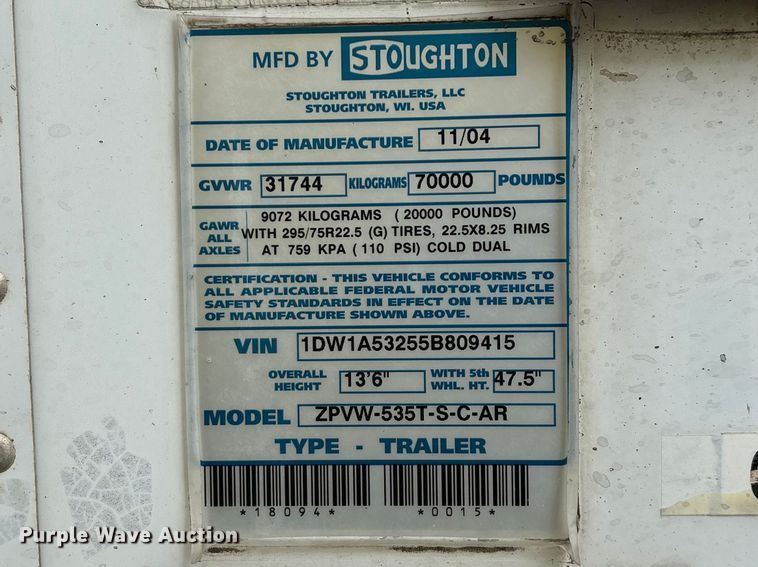 MFD BY STOUGHTON
STOUGHTON TRAILERS, LLC
STOUGHTON, WI. USA
DATE OF MANUFACTURE 11/04
GVWR 31744 KILOGRAMS 70000 POUNDS
GAWR ALL AXLES
9072 KILOGRAMS ( 20000 POUNDS)
WITH 295/75R22.5 (G) TIRES, 22.5X8.25 RIMS
AT 759 KPA ( 110 PSI) COLD DUAL
CERTIFICATION - THIS VEHICLE CONFORMS TO
ALL APPLICABLE FEDERAL MOTOR VEHICLE
SAFETY STANDARDS IN EFFECT ON THE DATE
OF MANUFACTURE SHOWN ABOVE.
VIN 1DW1A53255B809415
OVERALL HEIGHT 13'6" WITH 5th WHL. HT. 47.5"
MODEL ZPVW-535T-S-C-AR
TYPE - TRAILER
*18094* *0015*
Purple Wave Auction